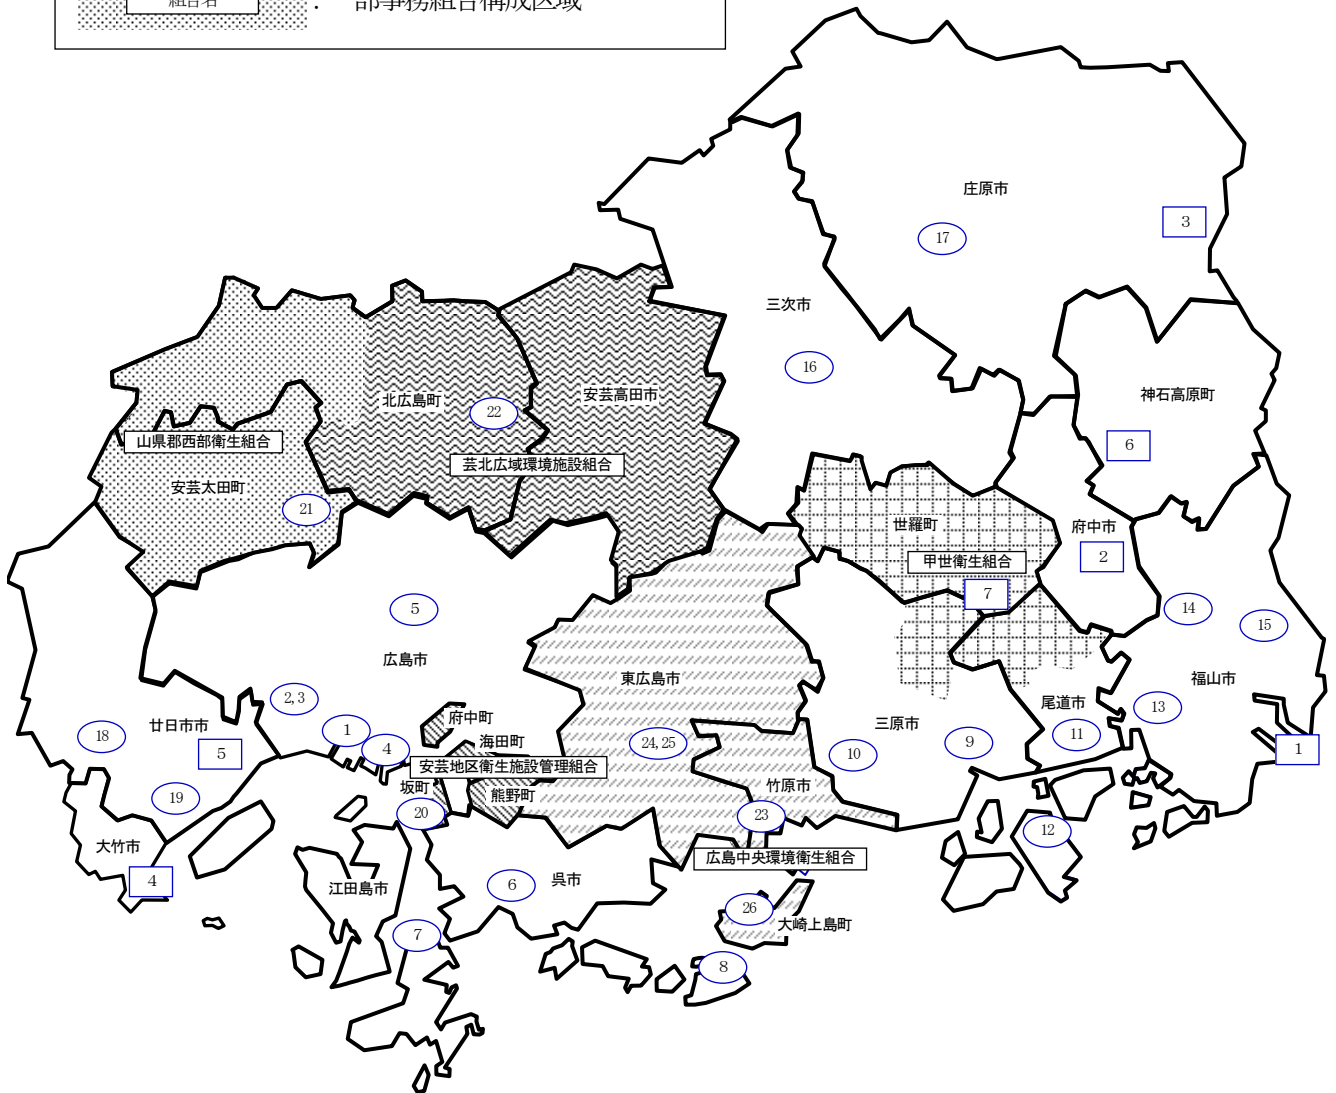 組合名
： 一部事務組合構成区域
庄原市
3
17
三次市
16
神石高原町
6
北広島町
22
安芸高田市
山県郡西部衛生組合
芸北広域環境施設組合
安芸太田町
21
世羅町
府中市
甲世衛生組合
2
7
5
14
15
広島市
東広島市
福山市
2,3
尾道市
13
府中町
三原市
廿日市市
18
1
海田町
4
24,25
9
11
5
10
1
安芸地区衛生施設管理組合
坂町
熊野町
竹原市
19
20
23
12
大竹市
広島中央環境衛生組合
4
江田島市
6
呉市
26
大崎上島町
7
8